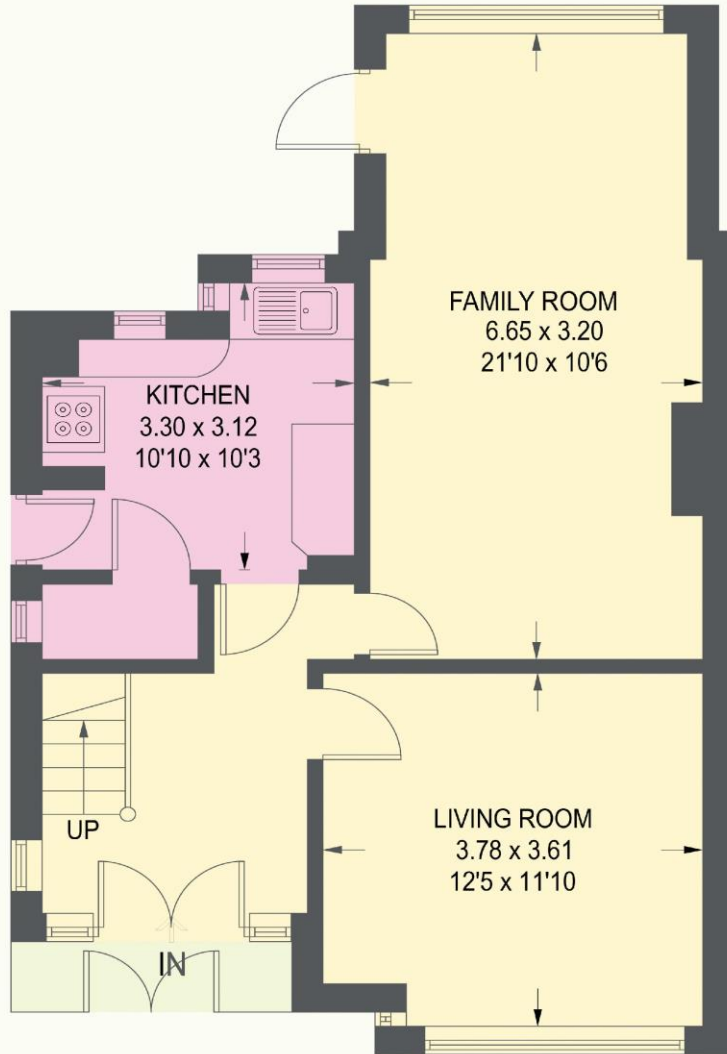 FAMILY ROOM
6.65 x 3.20
21'10 x 10'6
KITCHEN
3.30 x 3.12
10'10 x 10'3
UP
LIVING ROOM
3.78 x 3.61
12'5 x 11'10
IN